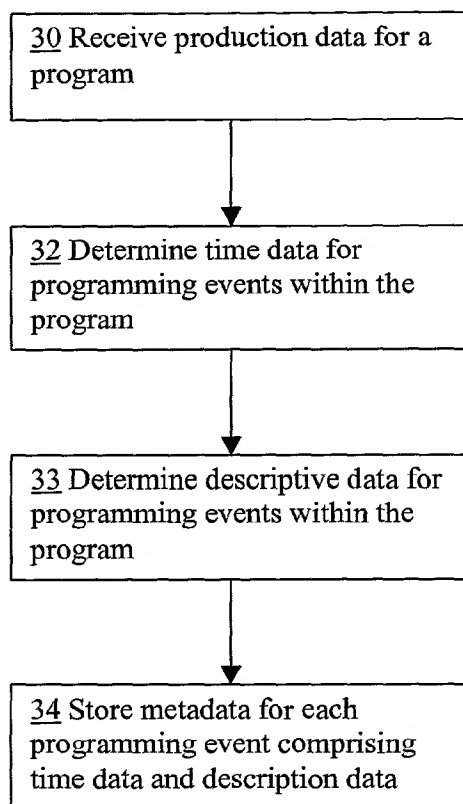 30 Receive production data for a
program
32 Determine time data for
programming events within the
program
33 Determine descriptive data for
programming events within the
program
34 Store metadata for each
programming event comprising
time data and description data